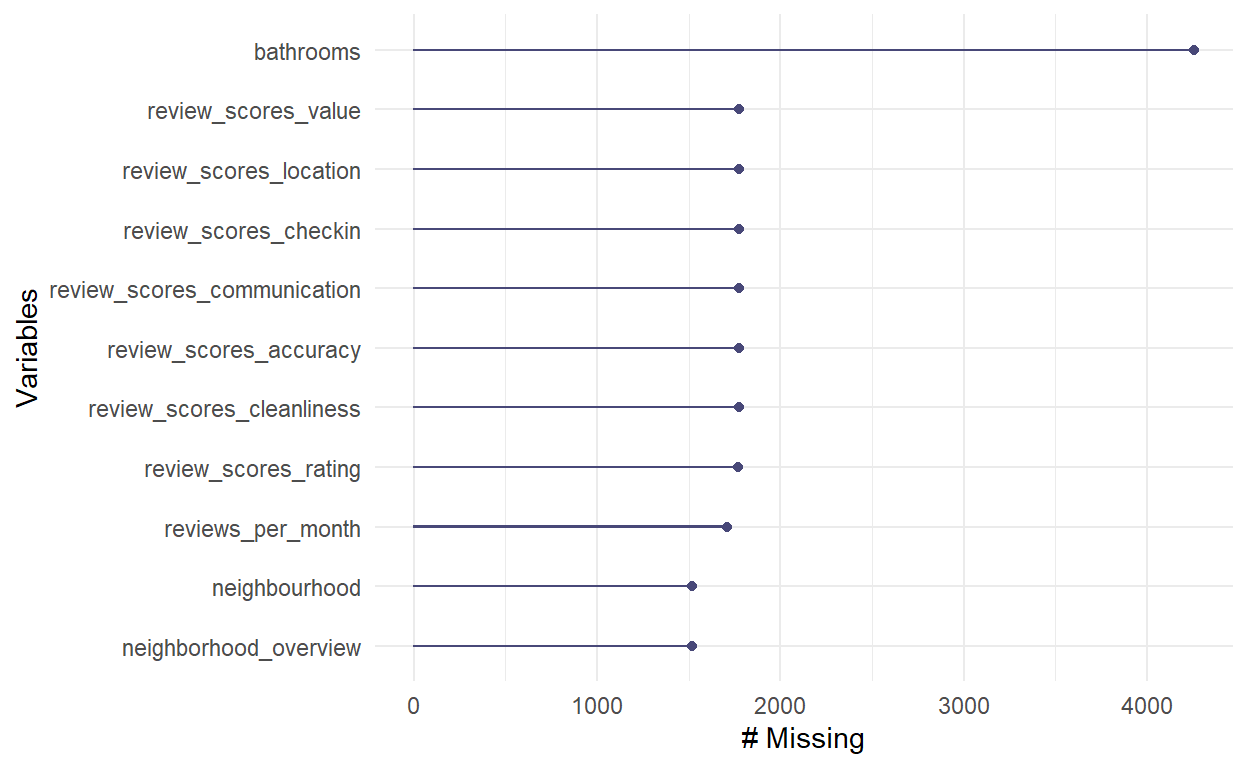 bathrooms
review_scores_value
review_scores_location
review_scores_checkin
review_scores_communication
review_scores_accuracy
review_scores_cleanliness
review_scores_rating
reviews_per_month
neighbourhood
neighborhood_overview
Variables
0 1000 2000 3000 4000
# Missing